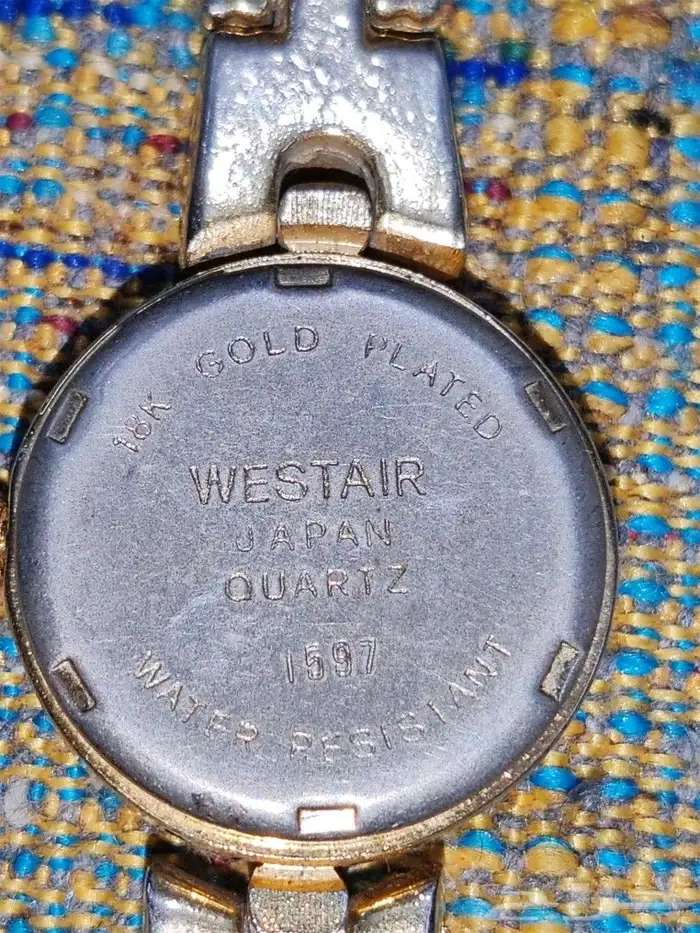 18K GOLD PLATED
WESTAIR
JAPAN
QUARTZ
1597
WATER RESISTANT